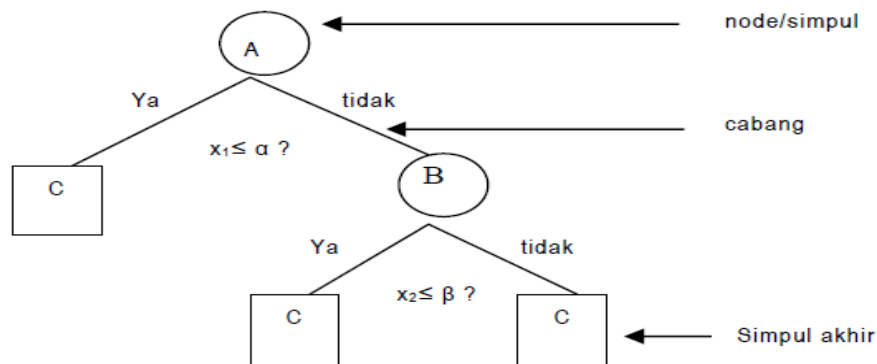 node/simpul
A
Ya
tidak
cabang
x₁≤ α ?
C
B
Ya
tidak
x₂≤ β ?
C
C
Simpul akhir